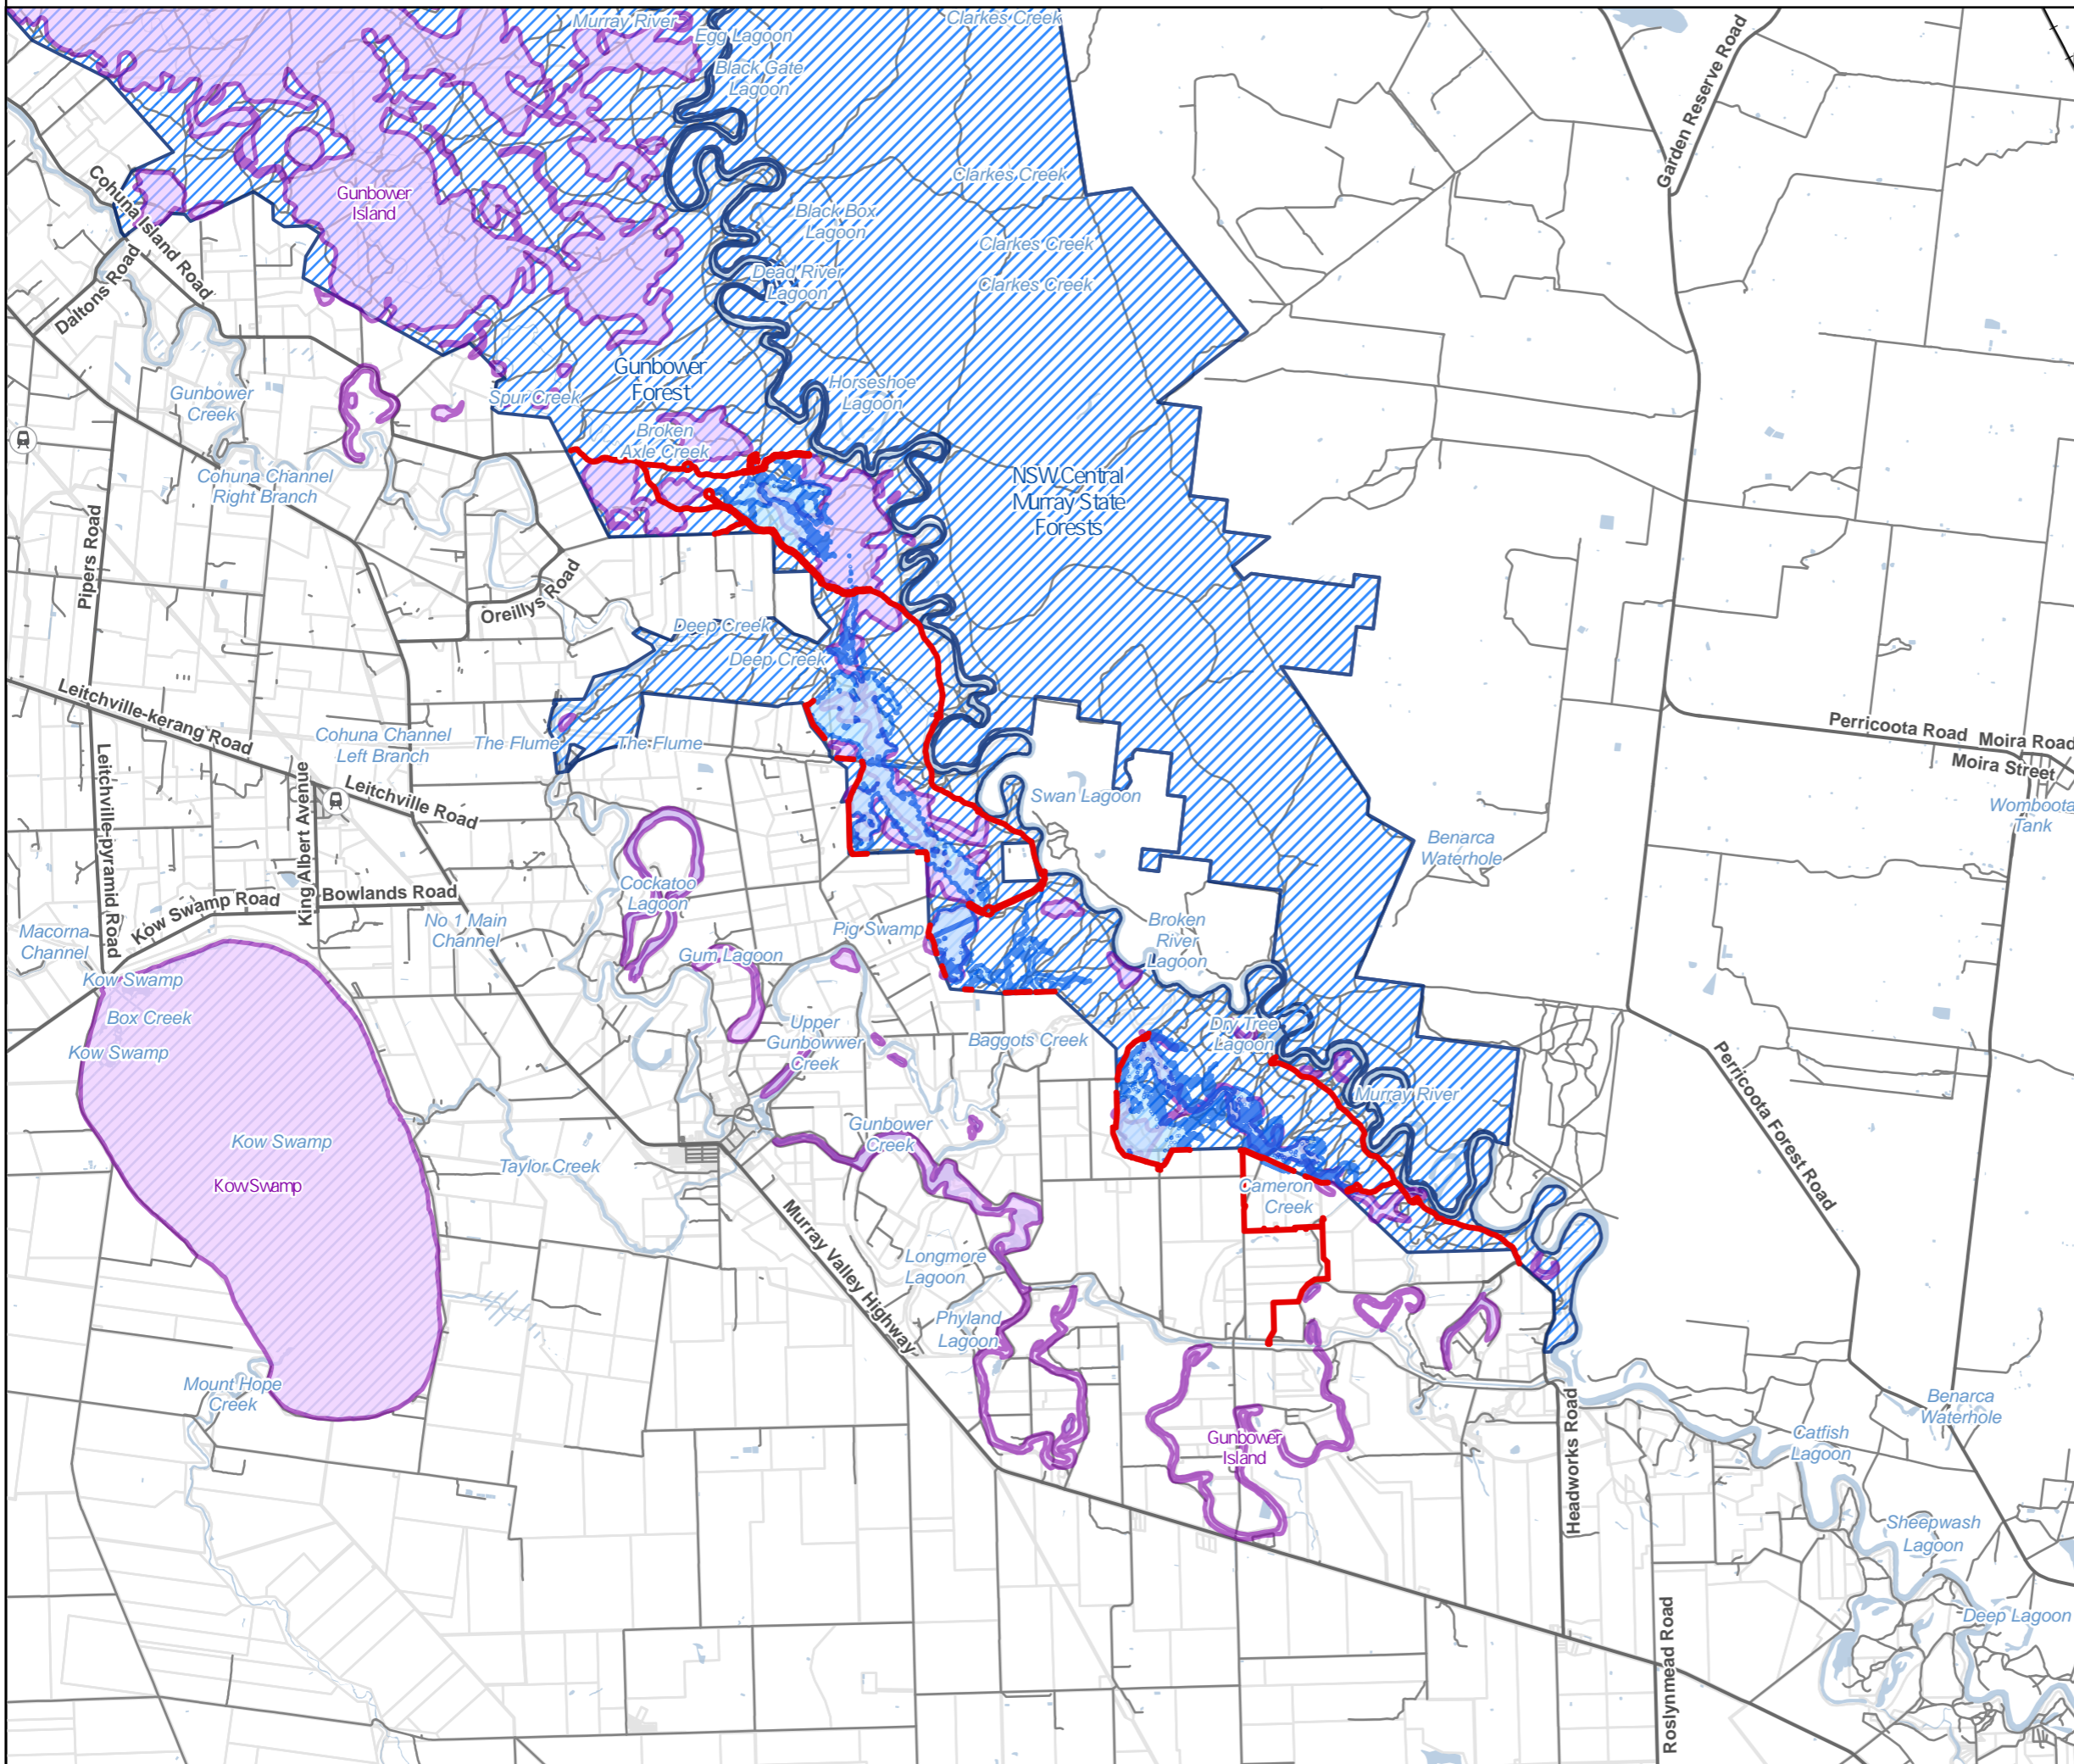 Murray River
Clarkes Creek
Egg Lagoon
Black Gate
Lagoon
Garden Reserve Road
Cohuna Island Road
Gunbower
Island
Clarkes Creek
Black Box
Lagoon
Clarkes Creek
Daltons Road
Dead River
Lagoon
Clarkes Creek
Gunbower
Forest
Gunbower
Creek
Spur Creek
Horseshoe
Lagoon
Broken
Axle Creek
Cohuna Channel
Right Branch
NSW Central
Murray State
Forests
Pipers Road
Oreillys Road
Deep Creek
Deep Creek
Leitchville-kerang Road
Cohuna Channel
Left Branch
The Flume
The Flume
Perricoota Road
Moira Road
Moira Street
Leitchville-pyramid Road
King Albert Avenue
Leitchville Road
Swan Lagoon
Womboota
Tank
Benarca
Waterhole
Kow Swamp Road
Bowlands Road
Cockatoo
Lagoon
No 1 Main
Channel
Macorna
Channel
Pig Swamp
Broken
River
Lagoon
Gum Lagoon
Kow Swamp
Box Creek
Kow Swamp
Upper
Gunbowwer
Creek
Baggots Creek
Dry Tree
Lagoon
Perricoota Forest Road
Murray River
Kow Swamp
Gunbower
Creek
Taylor Creek
Kow Swamp
Cameron
Creek
Murray Valley Highway
Longmore
Lagoon
Phyland
Lagoon
Mount Hope
Creek
Headworks Road
Benarca
Waterhole
Catfish
Lagoon
Gunbower
Island
Sheepwash
Lagoon
Deep Lagoon
Roslynmead Road